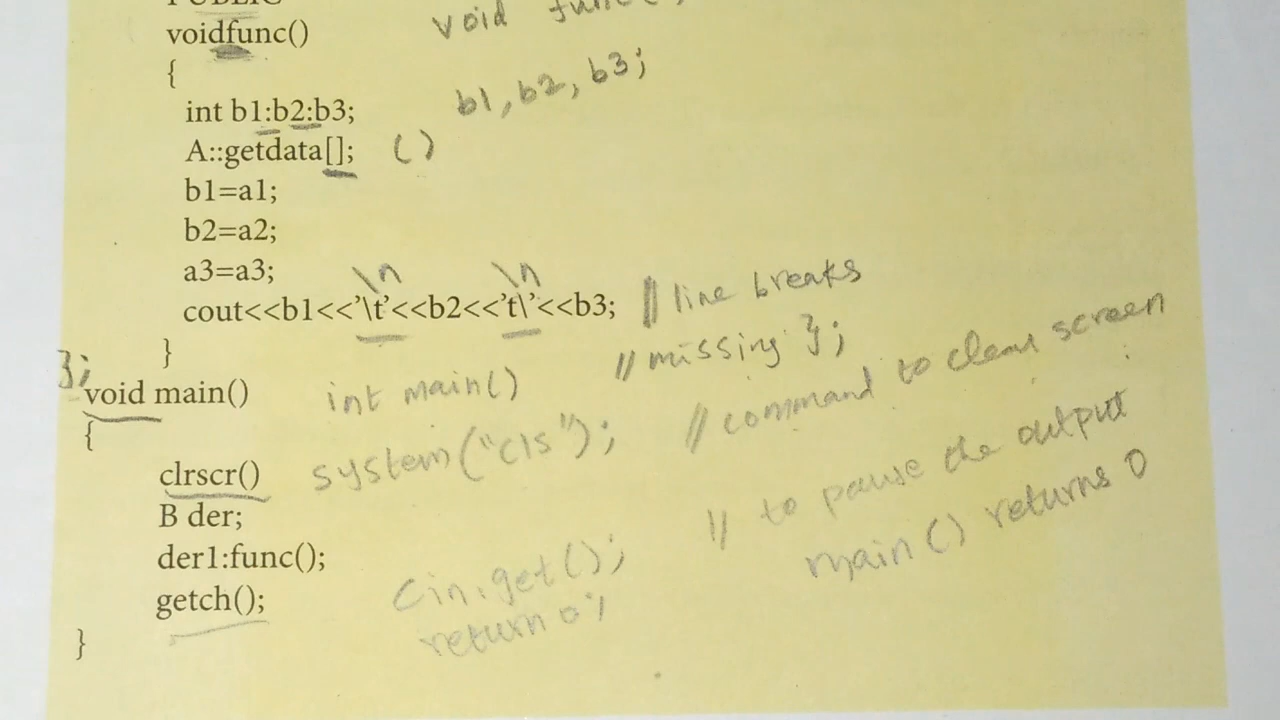 PUBLIC
voidfunc() void func(
{
int b1:b2:b3; b1, b2, b3;
A::getdata[]; ()
b1=a1;
b2=a2;
a3=a3; \n \n
cout<<b1<<’\t’<<b2<<’t\’<<b3; // line breaks
} // missing };
};
void main() int main()
{
clrscr() system("cls"); // command to clear screen
B der;
der1:func(); // to pause the output
getch(); cin.get(); main() returns 0
return 0;
}